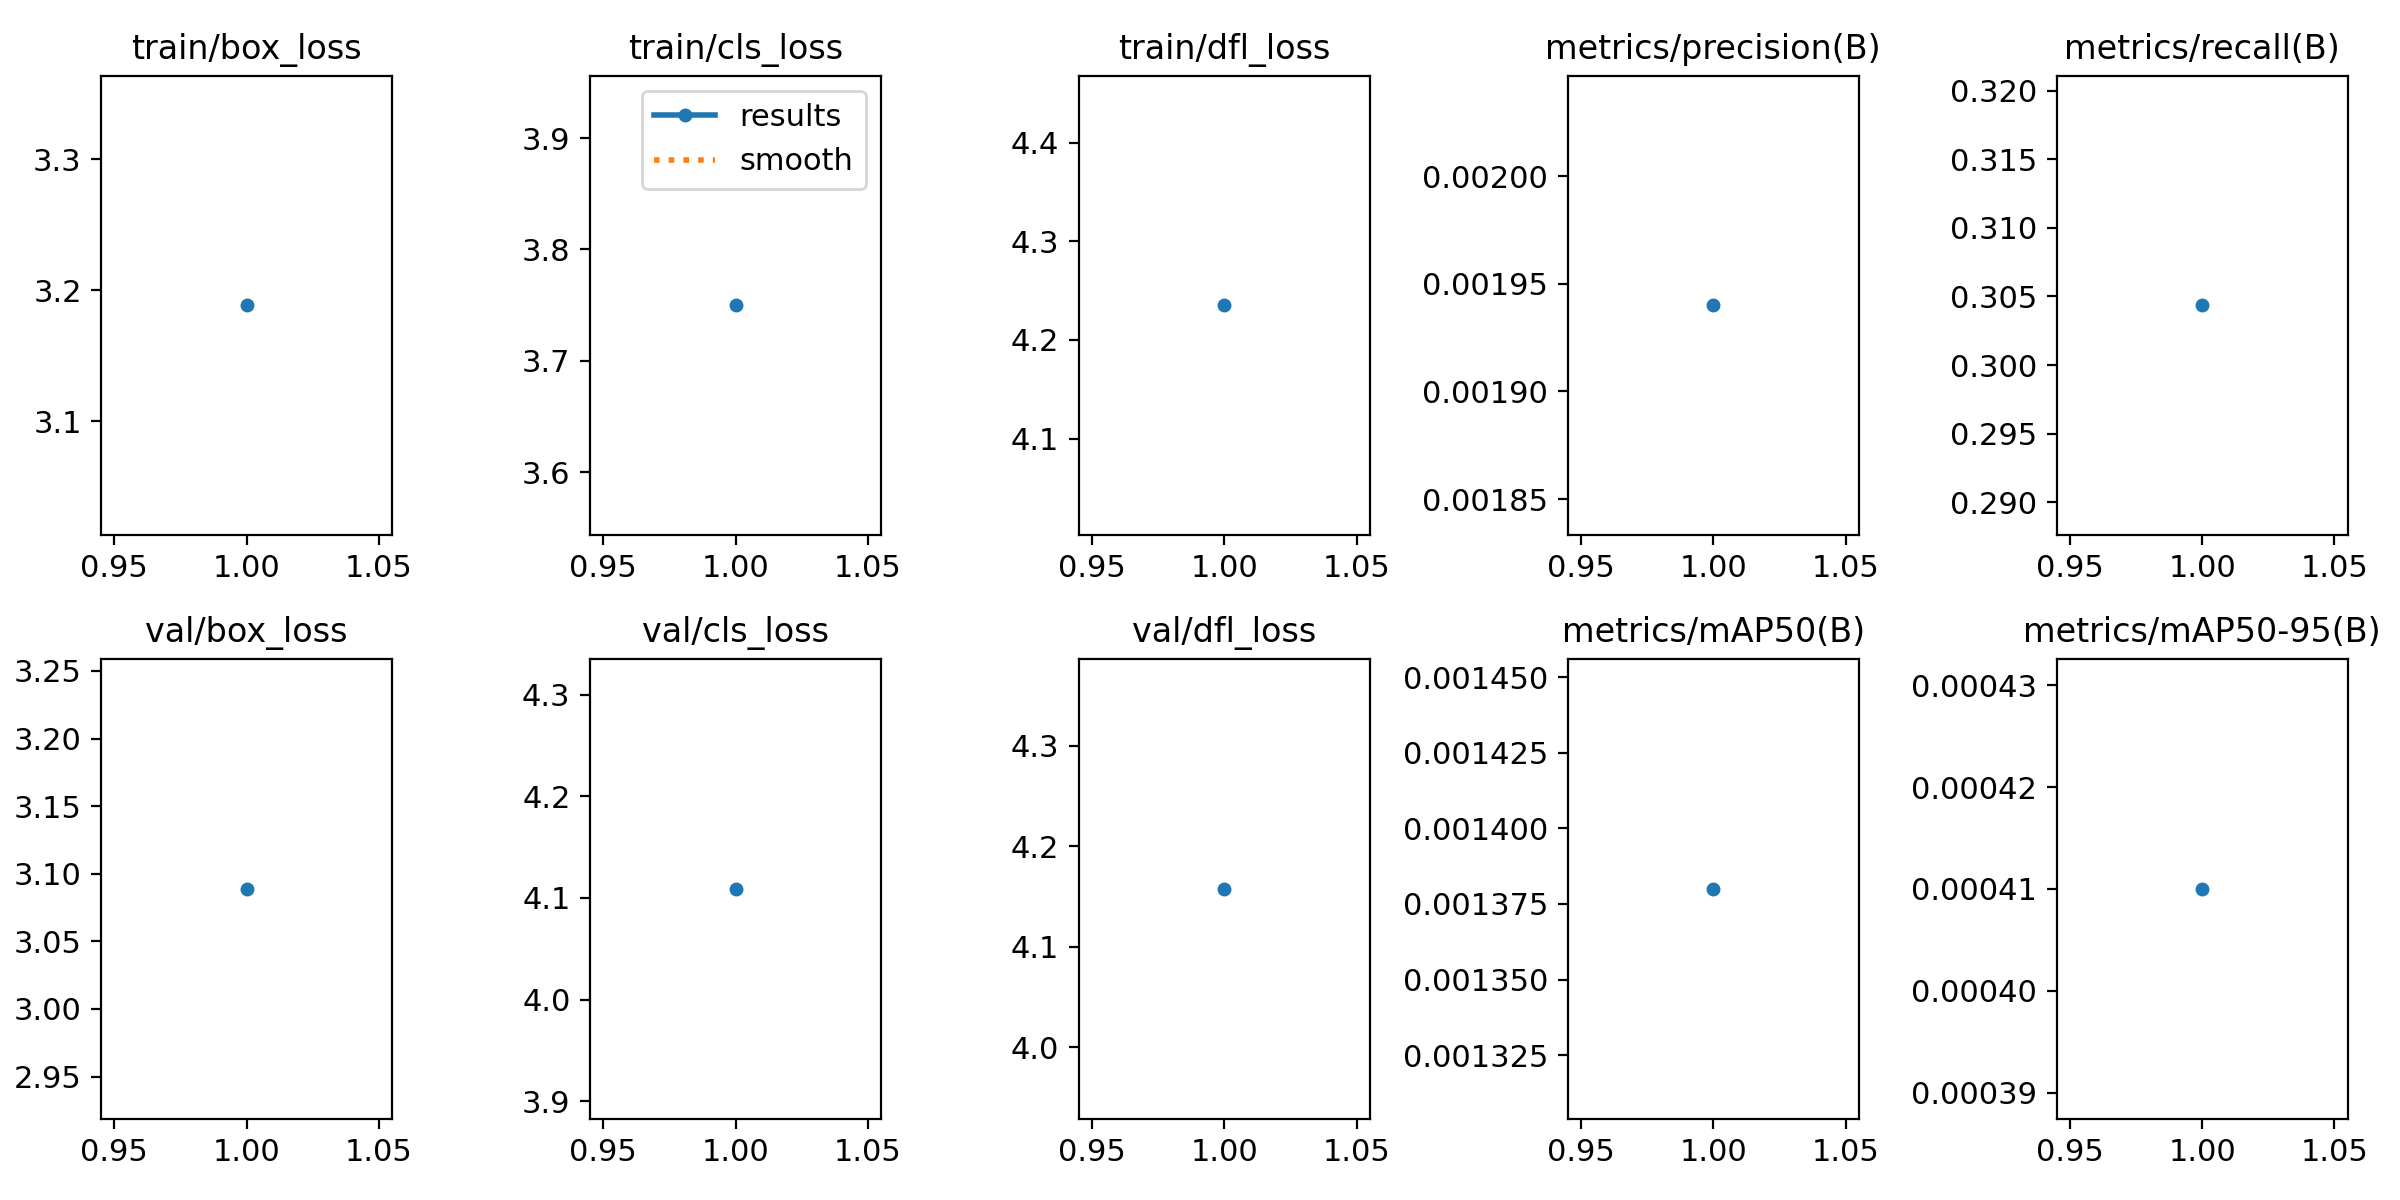 train/box_loss
3.3
3.2
3.1
0.95 1.00 1.05
train/cls_loss
results
smooth
3.9
3.8
3.7
3.6
0.95 1.00 1.05
train/dfl_loss
4.4
4.3
4.2
4.1
0.95 1.00 1.05
metrics/precision(B)
0.00200
0.00195
0.00190
0.00185
0.95 1.00 1.05
metrics/recall(B)
0.320
0.315
0.310
0.305
0.300
0.295
0.290
0.95 1.00 1.05
val/box_loss
3.25
3.20
3.15
3.10
3.05
3.00
2.95
0.95 1.00 1.05
val/cls_loss
4.3
4.2
4.1
4.0
3.9
0.95 1.00 1.05
val/dfl_loss
4.3
4.2
4.1
4.0
0.95 1.00 1.05
metrics/mAP50(B)
0.001450
0.001425
0.001400
0.001375
0.001350
0.001325
0.95 1.00 1.05
metrics/mAP50-95(B)
0.00043
0.00042
0.00041
0.00040
0.00039
0.95 1.00 1.05